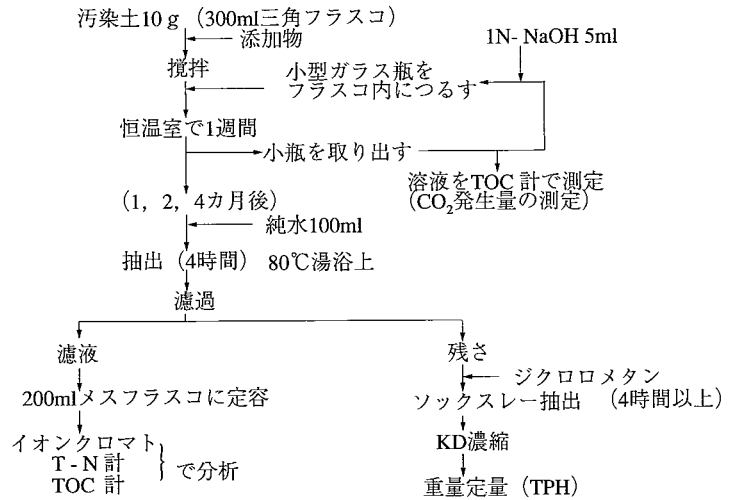 汚染土10ｇ（300ml三角フラスコ）
添加物
1N- NaOH 5ml
撹拌
小型ガラス瓶を
フラスコ内につるす
恒温室で1週間
小瓶を取り出す
溶液をTOC 計で測定
(CO₂発生量の測定)
（1，2，4カ月後）
純水100ml
抽出（4時間） 80℃湯浴上
濾過
濾液
残さ
ジクロロメタン
200mlメスフラスコに定容
ソックスレー抽出 （4時間以上）
イオンクロマト
T - N 計
TOC 計
で分析
KD濃縮
重量定量（TPH）